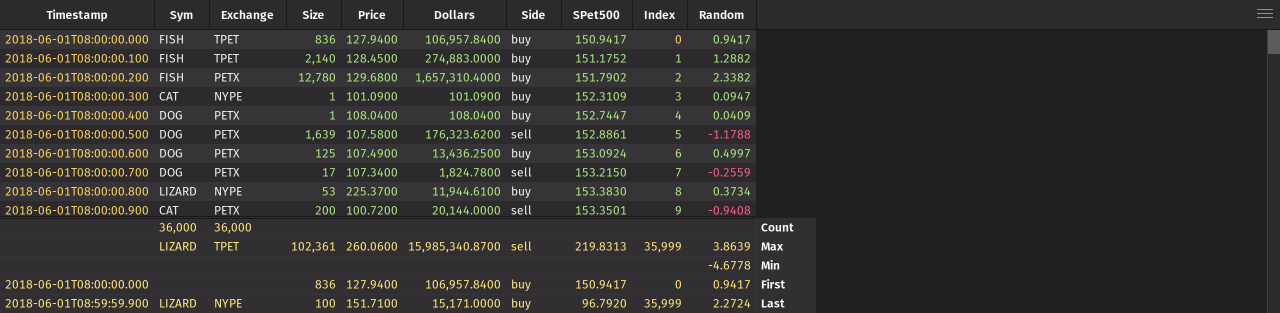 Timestamp Sym Exchange Size Price Dollars Side SPet500 Index Random
2018-06-01T08:00:00.000 FISH TPET 836 127.9400 106,957.8400 buy 150.9417 0 0.9417
2018-06-01T08:00:00.100 FISH TPET 2,140 128.4500 274,883.0000 buy 151.1752 1 1.2882
2018-06-01T08:00:00.200 FISH PETX 12,780 129.6800 1,657,310.4000 buy 151.7902 2 2.3382
2018-06-01T08:00:00.300 CAT NYPE 1 101.0900 101.0900 buy 152.3109 3 0.0947
2018-06-01T08:00:00.400 DOG PETX 1 108.0400 108.0400 buy 152.7447 4 0.0409
2018-06-01T08:00:00.500 DOG PETX 1,639 107.5800 176,323.6200 sell 152.8861 5 -1.1788
2018-06-01T08:00:00.600 DOG PETX 125 107.4900 13,436.2500 buy 153.0924 6 0.4997
2018-06-01T08:00:00.700 DOG PETX 17 107.3400 1,824.7800 sell 153.2150 7 -0.2559
2018-06-01T08:00:00.800 LIZARD NYPE 53 225.3700 11,944.6100 buy 153.3830 8 0.3734
2018-06-01T08:00:00.900 CAT PETX 200 100.7200 20,144.0000 sell 153.3501 9 -0.9408
36,000 36,000 Count
LIZARD TPET 102,361 260.0600 15,985,340.8700 sell 219.8313 35,999 3.8639 Max
-4.6778 Min
2018-06-01T08:00:00.000 836 127.9400 106,957.8400 buy 150.9417 0 0.9417 First
2018-06-01T08:59:59.900 LIZARD NYPE 100 151.7100 15,171.0000 buy 96.7920 35,999 2.2724 Last